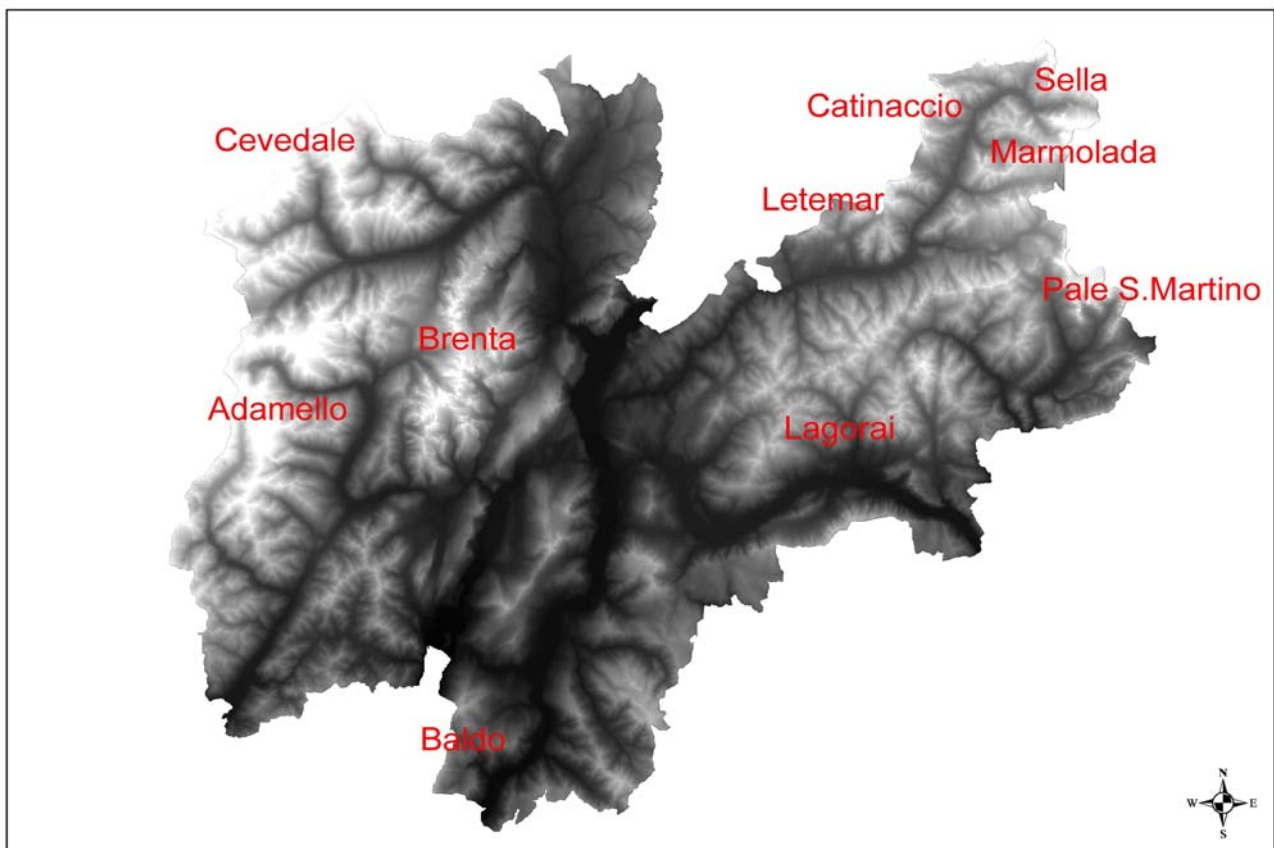 Sella
Catinaccio
Cevedale
Marmolada
Letemar
Pale S.Martino
Brenta
Adamello
Lagorai
Baldo
N
W E
S